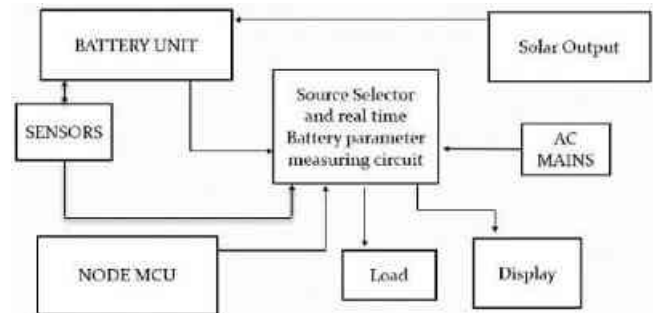 BATTERY UNIT
Solar Output
Source Selector
and real time
Battery parameter
measuring circuit
SENSORS
AC
MAINS
NODE MCU
Load
Display